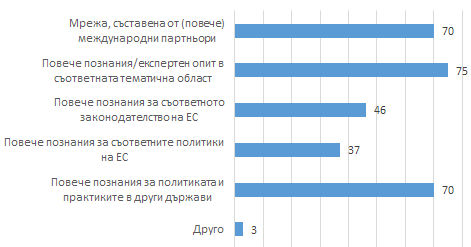 Мрежа, съставена от (повече)
международни партньори
70
Повече познания/експертен опит в
съответната тематична област
75
Повече познания за съответното
законодателство на ЕС
46
Повече познания за съответните политики
на ЕС
37
Повече познания за политиката и
практиките в други държави
70
Друго
3